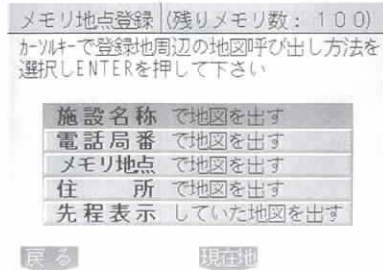 メモリ地点登録 (残りメモリ数: 100)
カーソルキーで登録地周辺の地図呼び出し方法を
選択しENTERを押して下さい
施設名称 で地図を出す
電話局番 で地図を出す
メモリ地点 で地図を出す
住 所 で地図を出す
先程表示 していた地図を出す
戻る 現在地